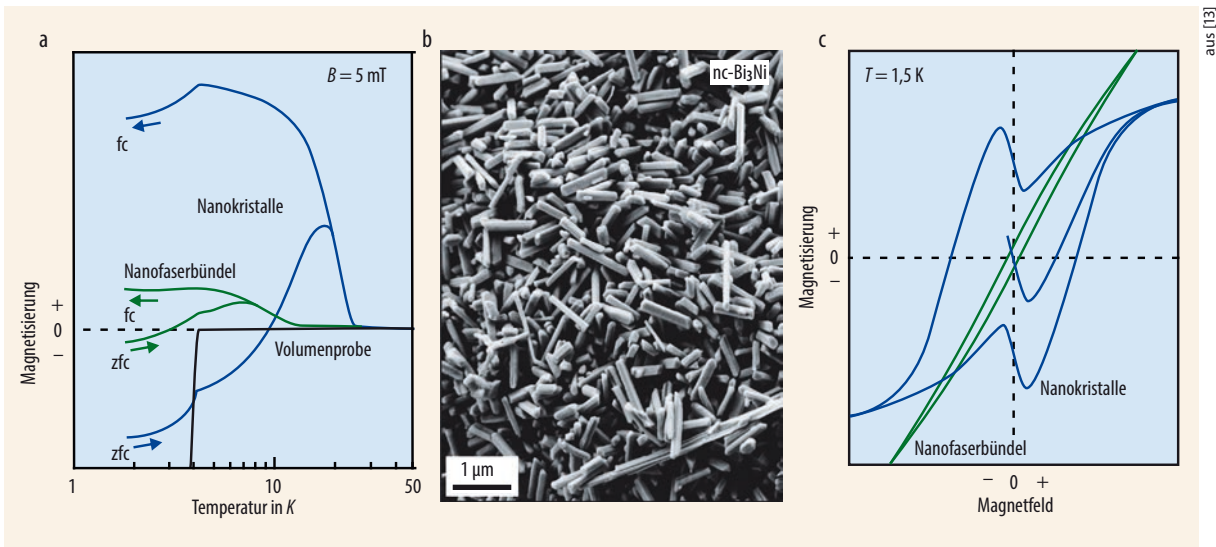 aus [13]
a
B = 5 mT
fc
Nanokristalle
Nanofaserbündel
fc
zfc
Volumenprobe
zfc
Magnetisierung
+
0
–
1
10
50
Temperatur in K
b
nc-Bi₃Ni
1 µm
c
T = 1,5 K
Magnetisierung
+
0
–
Nanokristalle
Nanofaserbündel
– 0 +
Magnetfeld